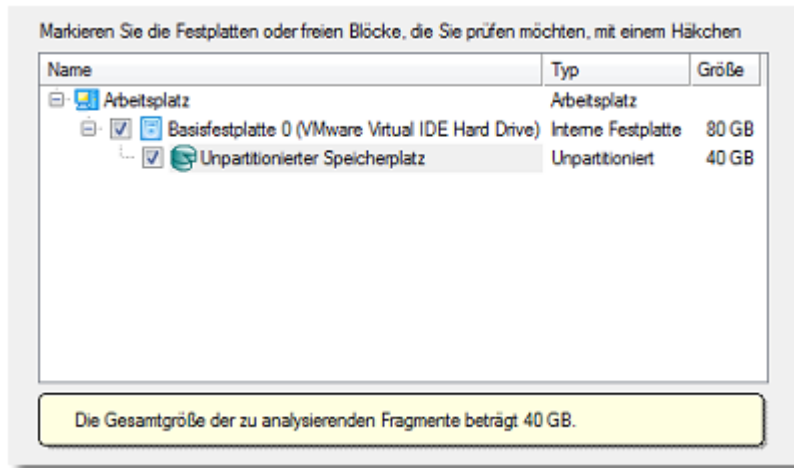 Markieren Sie die Festplatten oder freien Blöcke, die Sie prüfen möchten, mit einem Häkchen
Name Typ Größe
Arbeitsplatz Arbeitsplatz
Basisfestplatte 0 (VMware Virtual IDE Hard Drive) Interne Festplatte 80 GB
Unpartitionierter Speicherplatz Unpartitioniert 40 GB
Die Gesamtgröße der zu analysierenden Fragmente beträgt 40 GB.